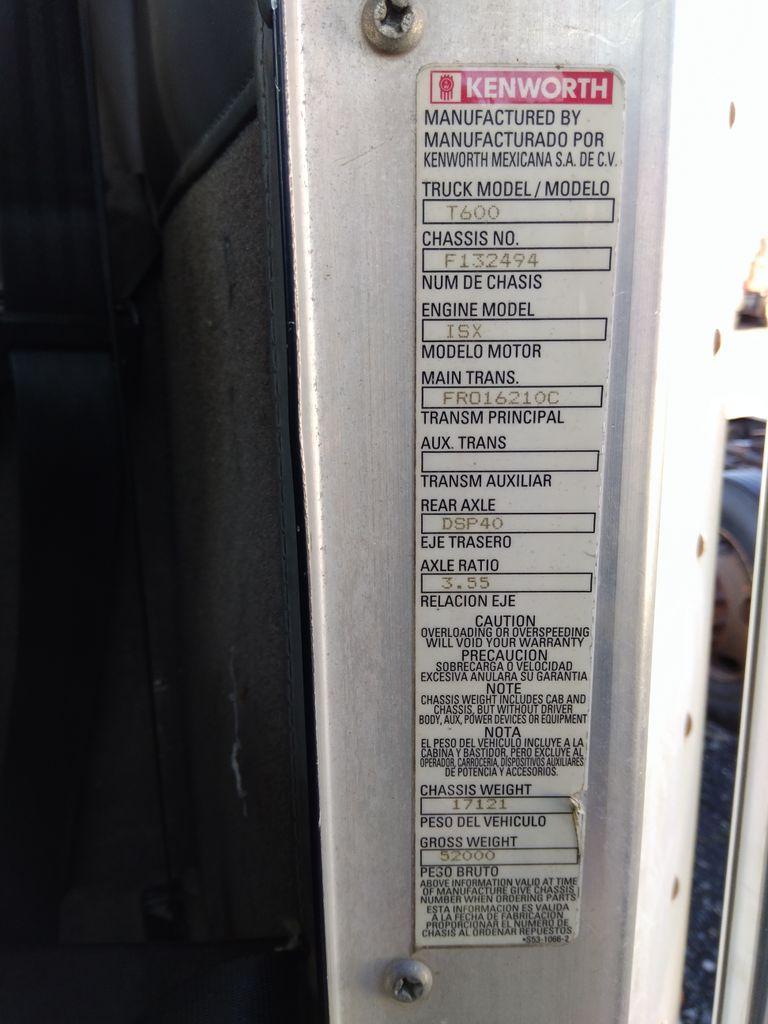 KENWORTH
MANUFACTURED BY
MANUFACTURADO POR
KENWORTH MEXICANA S.A. DE C.V.
TRUCK MODEL / MODELO
T600
CHASSIS NO.
F132494
NUM DE CHASIS
ENGINE MODEL
ISX
MODELO MOTOR
MAIN TRANS.
FRO16210C
TRANSM PRINCIPAL
AUX. TRANS
TRANSM AUXILIAR
REAR AXLE
DSP40
EJE TRASERO
AXLE RATIO
3.55
RELACION EJE
CAUTION
OVERLOADING OR OVERSPEEDING
WILL VOID YOUR WARRANTY
PRECAUCION
SOBRECARGA O VELOCIDAD
EXCESIVA ANULARA SU GARANTIA
NOTE
CHASSIS WEIGHT INCLUDES CAB AND
CHASSIS, BUT WITHOUT DRIVER
BODY, AUX, POWER DEVICES OR EQUIPMENT
NOTA
EL PESO DEL VEHICULO INCLUYE A LA
CABINA Y BASTIDOR, PERO EXCLUYE AL
OPERADOR, CARROCERIA, DISPOSITIVOS AUXILIARES
DE POTENCIA Y ACCESORIOS.
CHASSIS WEIGHT
17121
PESO DEL VEHICULO
GROSS WEIGHT
52000
PESO BRUTO
ABOVE INFORMATION VALID AT TIME
OF MANUFACTURE GIVE CHASSIS
NUMBER WHEN ORDERING PARTS
ESTA INFORMACION ES VALIDA
A LA FECHA DE FABRICACION
PROPORCIONAR EL NUMERO DE
CHASIS AL ORDENAR REPUESTOS
*S53-1066-2